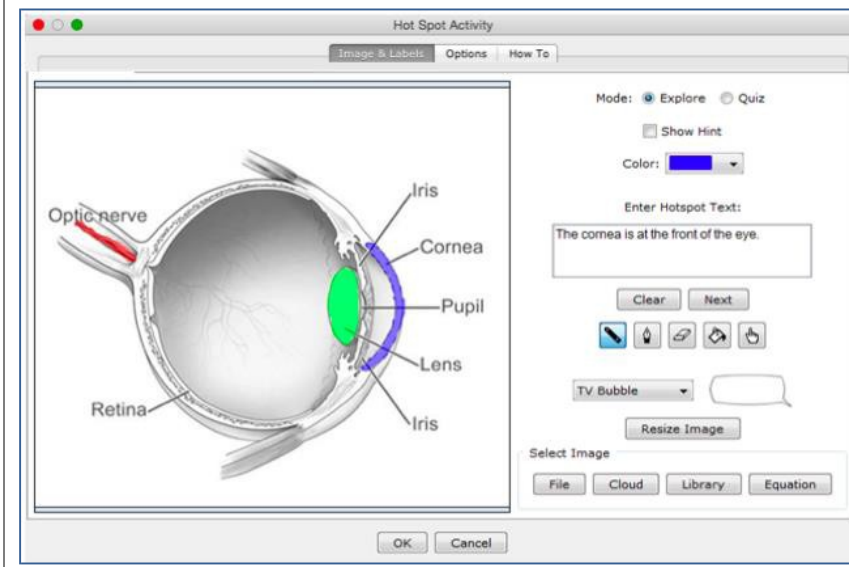 Hot Spot Activity
Image & Labels Options How To
Mode: Explore Quiz
Show Hint
Color:
Enter Hotspot Text:
The cornea is at the front of the eye.
Clear Next
TV Bubble
Resize Image
Select Image
File Cloud Library Equation
Optic nerve
Iris
Cornea
Pupil
Lens
Retina
Iris
OK Cancel